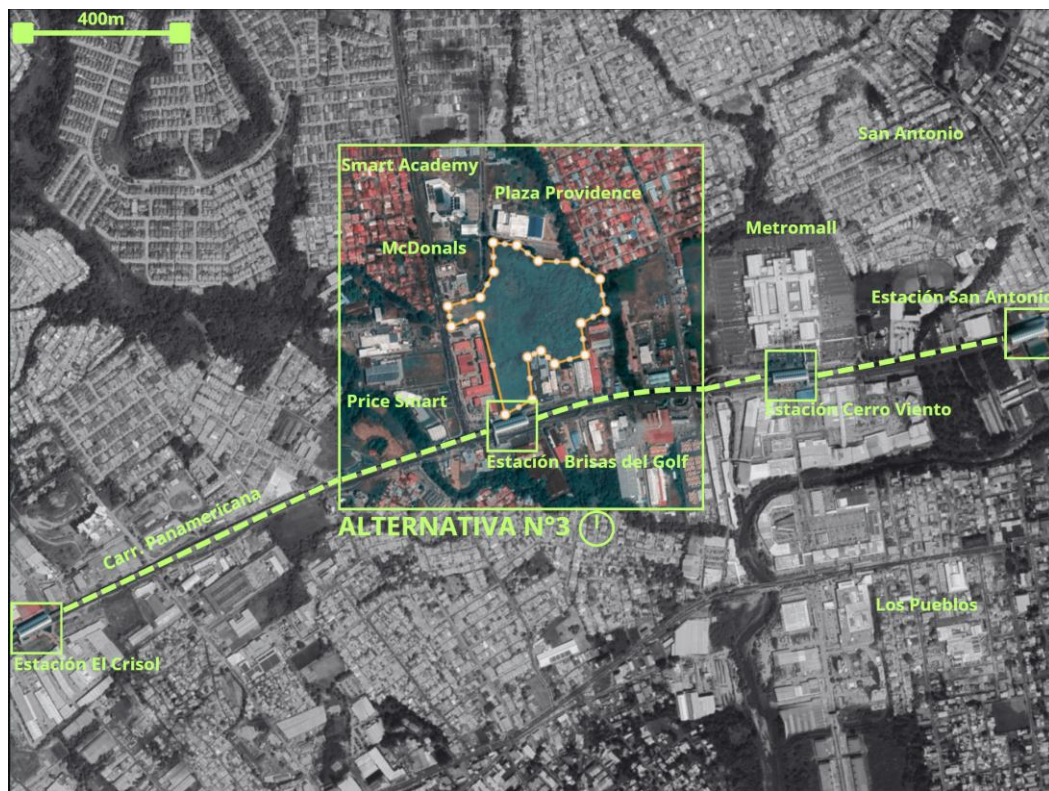 400m
San Antonio
Smart Academy
Plaza Providence
Metromall
McDonals
Estación San Antonio
Price Smart
Estación Cerro Viento
Estación Brisas del Golf
Carr. Panamericana
ALTERNATIVA N°3
Los Pueblos
Estación El Crisol